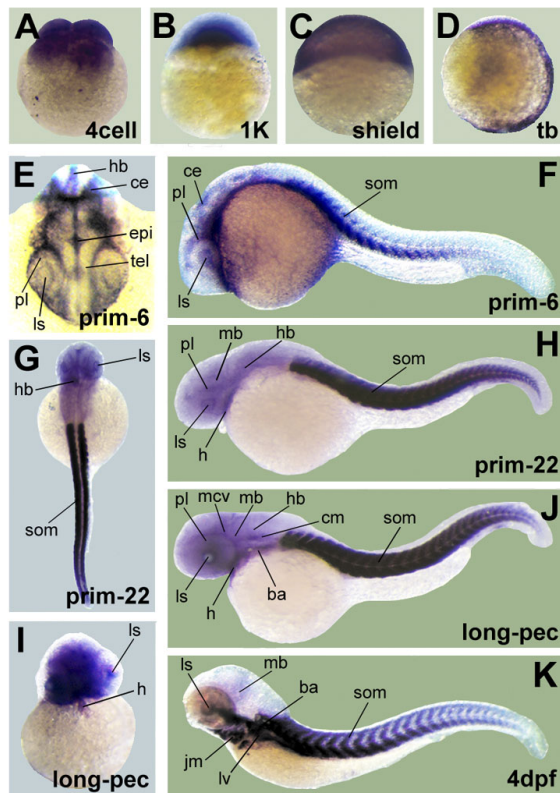 A
4cell
B
1K
C
shield
D
tb
E
hb
ce
epi
tel
pl
ls
prim-6
F
ce
som
pl
ls
prim-6
G
ls
hb
som
prim-22
H
mb
hb
pl
som
ls
h
prim-22
I
ls
h
long-pec
J
mcv
mb
hb
pl
cm
som
ls
h
ba
long-pec
K
ls
mb
ba
som
jm
lv
4dpf